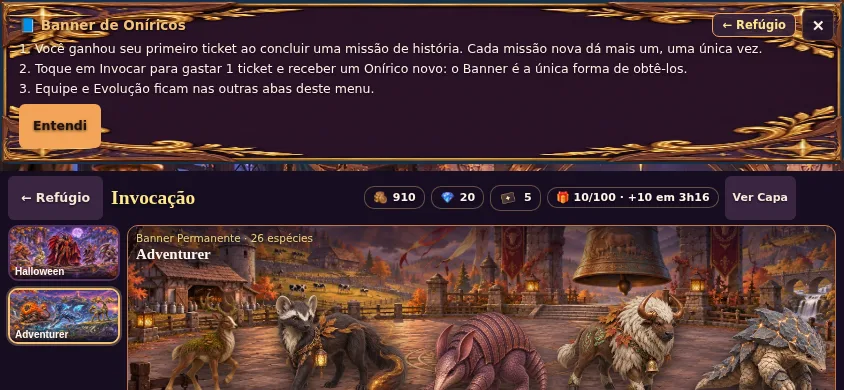 Banner de Oníricos
← Refúgio
×
1. Você ganhou seu primeiro ticket ao concluir uma missão de história. Cada missão nova dá mais um, uma única vez.
2. Toque em Invocar para gastar 1 ticket e receber um Onírico novo: o Banner é a única forma de obtê-los.
3. Equipe e Evolução ficam nas outras abas deste menu.
Entendi
← Refúgio
Invocação
910
20
5
10/100 · +10 em 3h16
Ver Capa
Halloween
Adventurer
Banner Permanente · 26 espécies
Adventurer